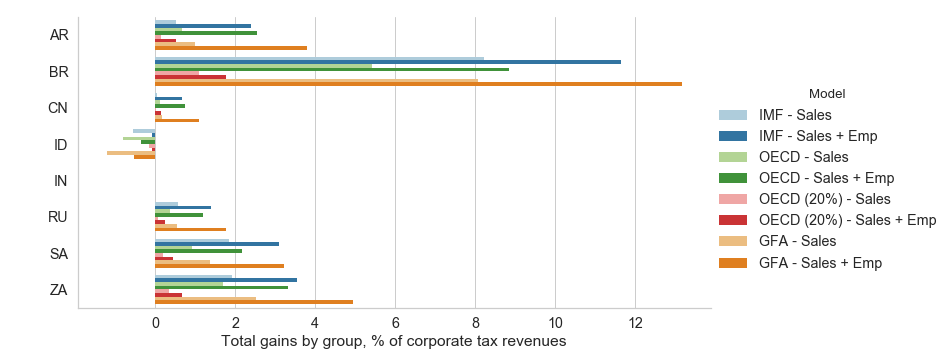 AR
BR
CN
ID
IN
RU
SA
ZA
0 2 4 6 8 10 12
Total gains by group, % of corporate tax revenues
Model
IMF - Sales
IMF - Sales + Emp
OECD - Sales
OECD - Sales + Emp
OECD (20%) - Sales
OECD (20%) - Sales + Emp
GFA - Sales
GFA - Sales + Emp